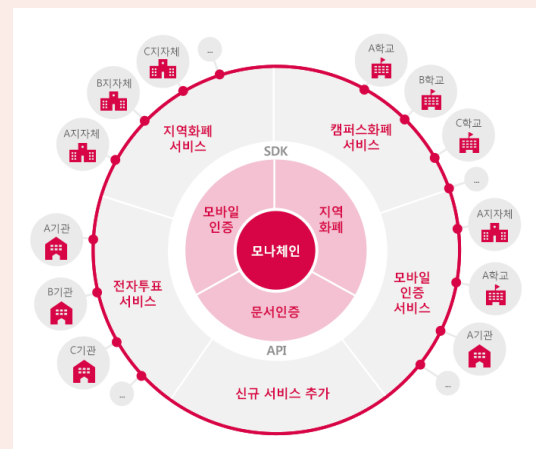 C지자체
...
B지자체
A지자체
A학교
B학교
C학교
...
지역화폐
서비스
캠퍼스화폐
서비스
SDK
모바일
인증
지역
화폐
모나체인
문서인증
API
A기관
B기관
C기관
...
전자투표
서비스
A지자체
A학교
A기관
...
모바일
인증
서비스
신규 서비스 추가